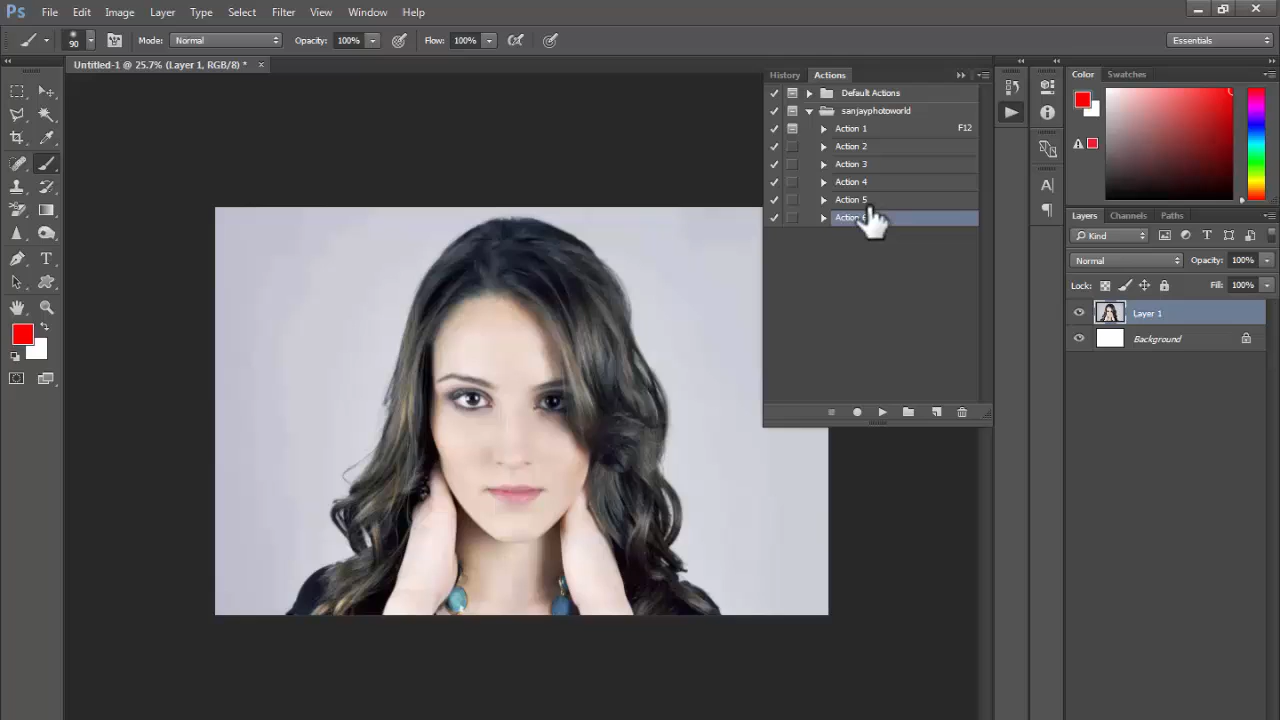 Ps File Edit Image Layer Type Select Filter View Window Help
90 Mode: Normal Opacity: 100% Flow: 100% Essentials
Untitled-1 @ 25.7% (Layer 1, RGB/8) * ×
History Actions
Default Actions
sanjayphotoworld
Action 1 F12
Action 2
Action 3
Action 4
Action 5
Action 6
Color Swatches
Layers Channels Paths
Kind
Normal Opacity: 100%
Lock: Fill: 100%
Layer 1
Background